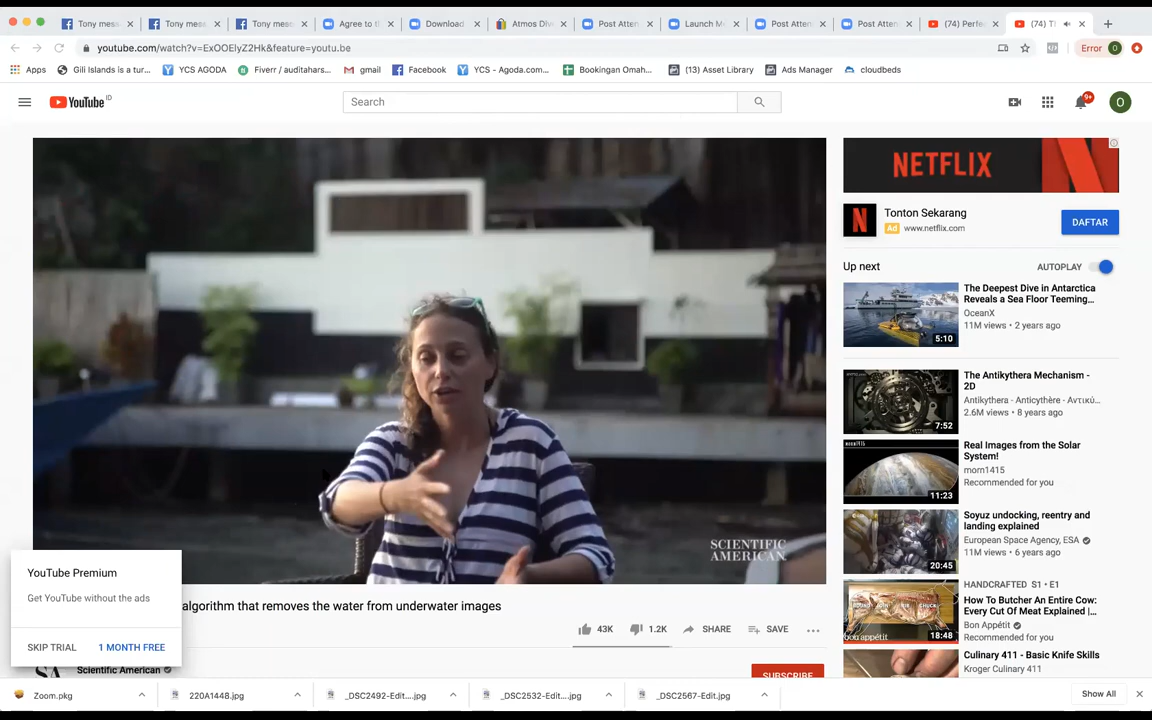 Tony mess
Tony mess
Tony mess
Agree to t
Download
Atmos Div
Post Atten
Launch M
Post Atten
Post Atten
(74) Perfe
(74) T
youtube.com/watch?v=ExOOElyZ2Hk&feature=youtu.be
Error 0
Apps
Gili Islands is a tur...
YCS AGODA
Fiverr / auditahars...
gmail
Facebook
YCS - Agoda.com...
Bookingan Omah...
(13) Asset Library
Ads Manager
cloudbeds
YouTube ID
Search
9+
O
NETFLIX
Tonton Sekarang
Ad www.netflix.com
DAFTAR
Up next
AUTOPLAY
The Deepest Dive in Antarctica
Reveals a Sea Floor Teeming...
OceanX
11M views • 2 years ago
5:10
The Antikythera Mechanism -
2D
Antikythera - Anticythère - Αντικύ...
2.6M views • 8 years ago
7:52
Real Images from the Solar
System!
morn1415
Recommended for you
11:23
Soyuz undocking, reentry and
landing explained
European Space Agency, ESA
11M views • 6 years ago
20:45
HANDCRAFTED S1 • E1
How To Butcher An Entire Cow:
Every Cut Of Meat Explained |...
Bon Appétit
Recommended for you
bon appétit
18:48
Culinary 411 - Basic Knife Skills
Kroger Culinary 411
SCIENTIFIC
AMERICAN
YouTube Premium
Get YouTube without the ads
SKIP TRIAL
1 MONTH FREE
algorithm that removes the water from underwater images
43K
1.2K
SHARE
SAVE
SA
Scientific American
SUBSCRIBE
Zoom.pkg
220A1448.jpg
_DSC2492-Edit....jpg
_DSC2532-Edit....jpg
_DSC2567-Edit.jpg
Show All